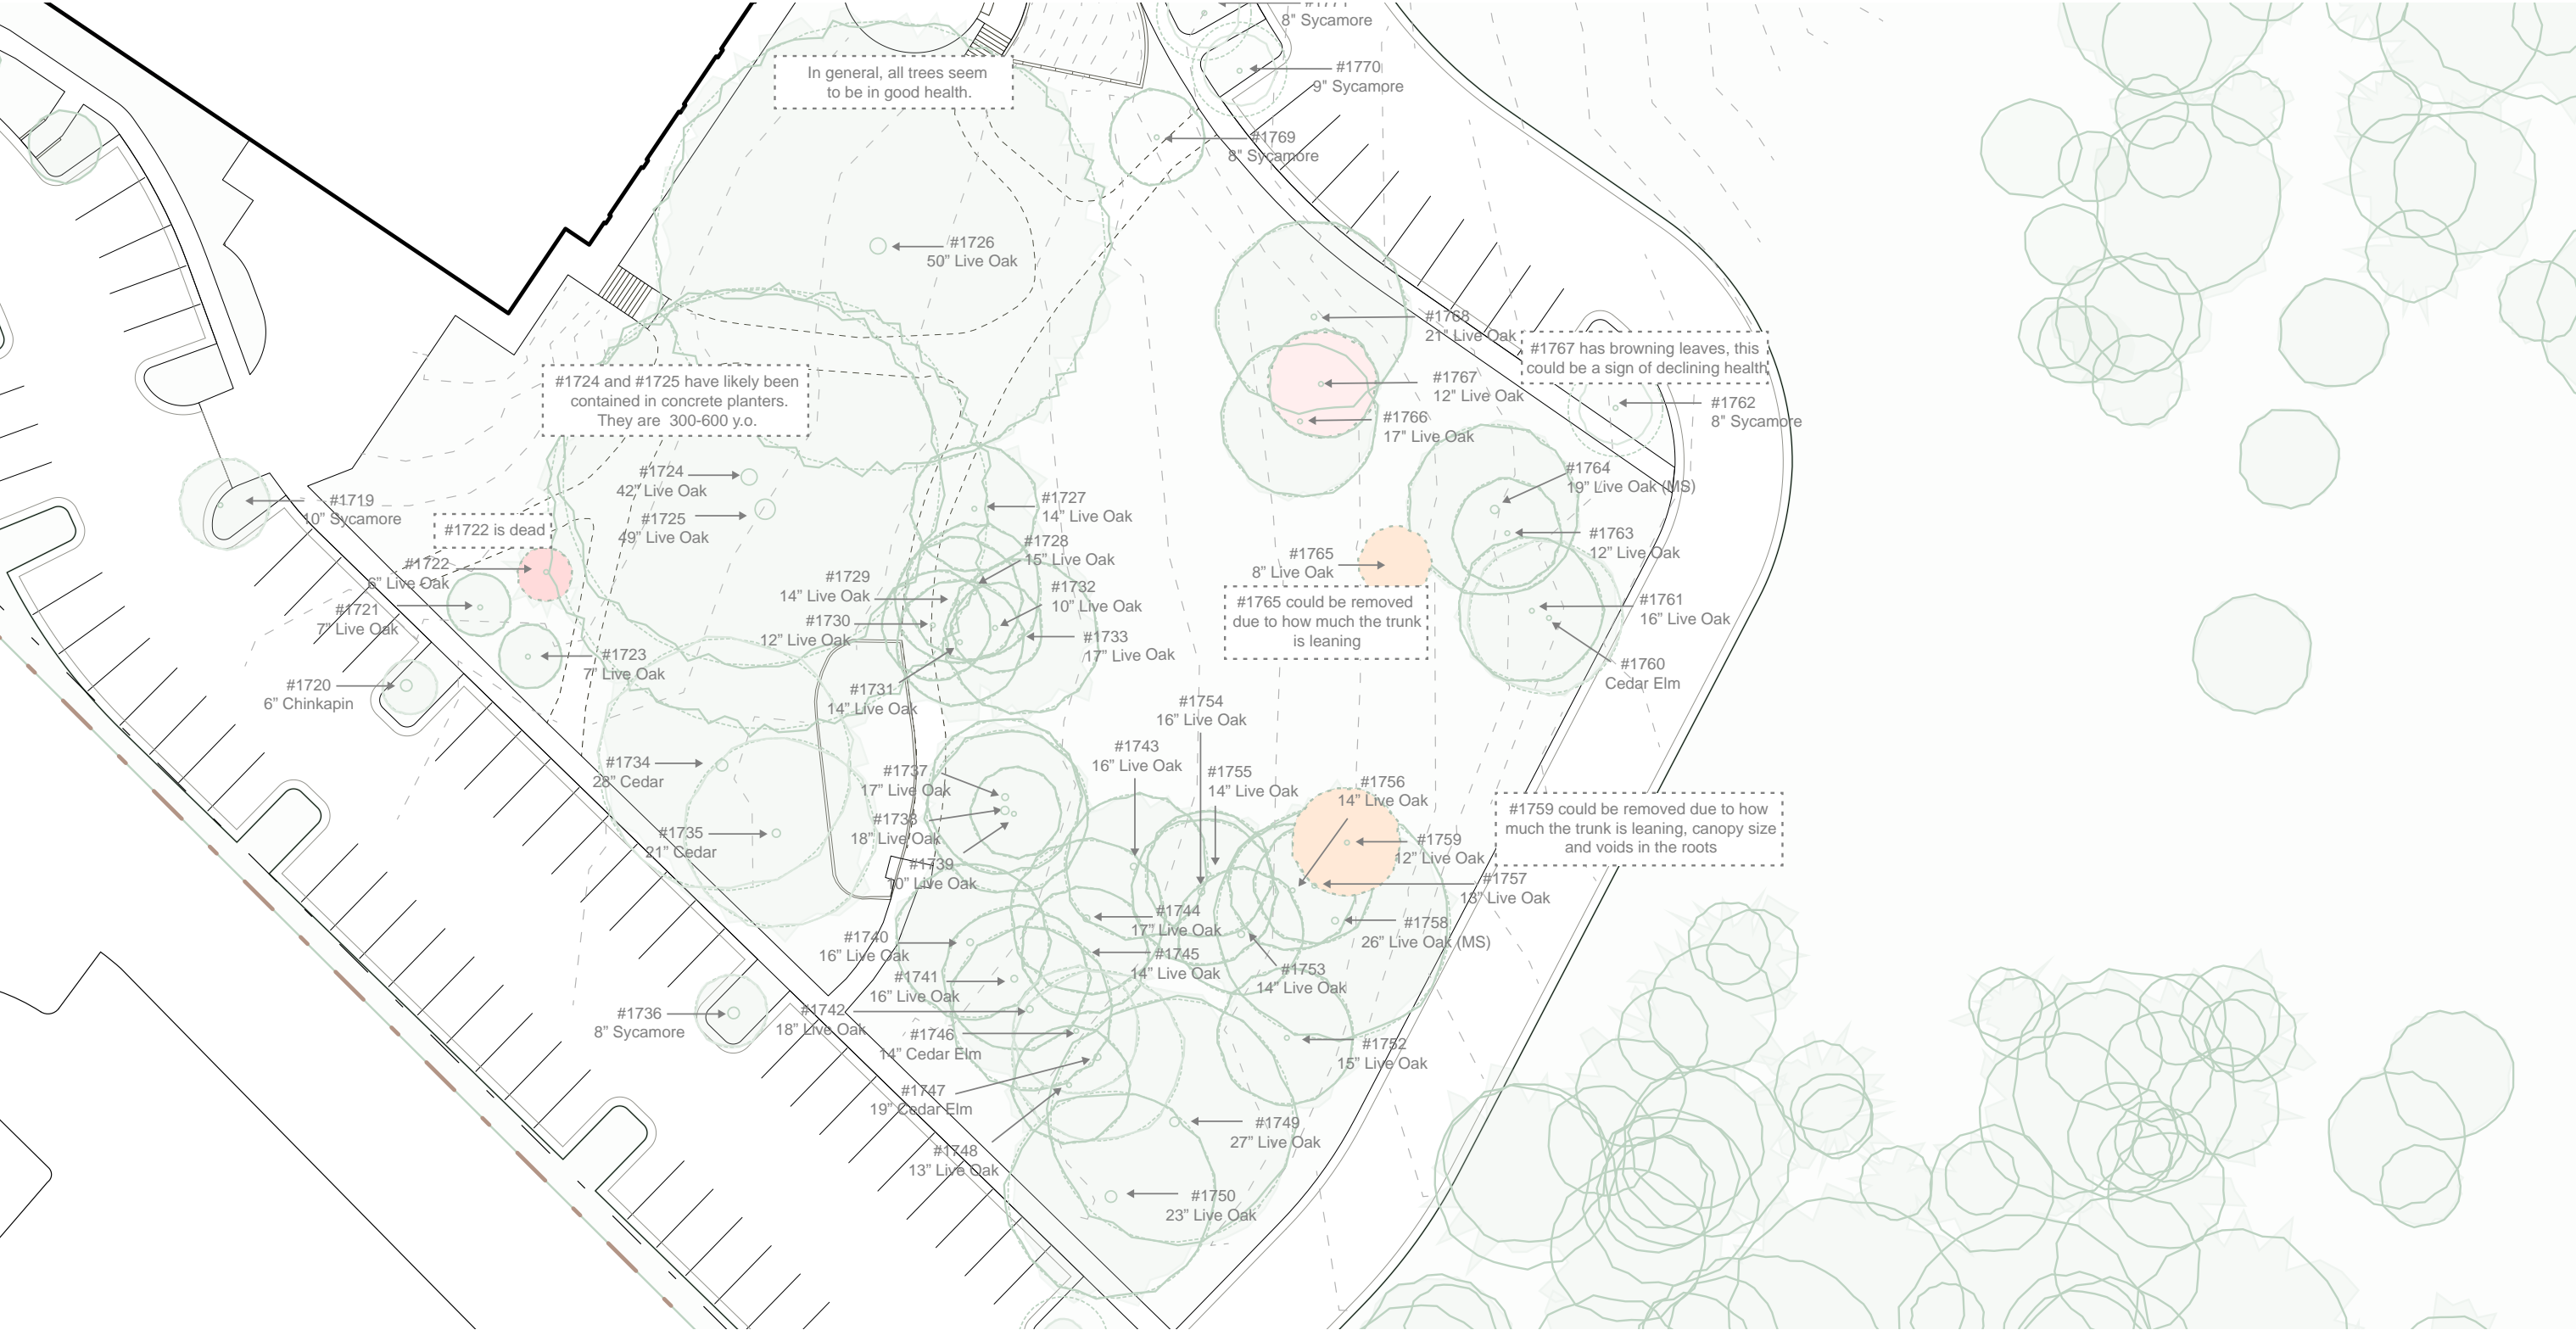 8” Sycamore
#1770
9” Sycamore
In general, all trees seem
to be in good health.
#1769
8” Sycamore
#1726
50” Live Oak
#1768
21” Live Oak
#1767 has browning leaves, this
could be a sign of declining health
#1767
12” Live Oak
#1724 and #1725 have likely been
contained in concrete planters.
They are 300-600 y.o.
#1762
8” Sycamore
#1766
17” Live Oak
#1724
42” Live Oak
#1764
19” Live Oak (MS)
#1719
10” Sycamore
#1727
14” Live Oak
#1725
49” Live Oak
#1722 is dead
#1763
12” Live Oak
#1728
15” Live Oak
#1765
8” Live Oak
#1722
6” Live Oak
#1729
14” Live Oak
#1732
10” Live Oak
#1765 could be removed
due to how much the trunk
is leaning
#1761
16” Live Oak
#1721
7” Live Oak
#1730
12” Live Oak
#1733
17” Live Oak
#1723
7” Live Oak
#1760
Cedar Elm
#1720
6” Chinkapin
#1731
14” Live Oak
#1754
16” Live Oak
#1743
16” Live Oak
#1734
28” Cedar
#1737
17” Live Oak
#1755
14” Live Oak
#1756
14” Live Oak
#1759 could be removed due to how
much the trunk is leaning, canopy size
and voids in the roots
#1738
18” Live Oak
#1735
21” Cedar
#1759
12” Live Oak
#1739
10” Live Oak
#1757
13” Live Oak
#1744
17” Live Oak
#1758
26” Live Oak (MS)
#1740
16” Live Oak
#1745
14” Live Oak
#1753
14” Live Oak
#1741
16” Live Oak
#1736
8” Sycamore
#1742
18” Live Oak
#1746
14” Cedar Elm
#1752
15” Live Oak
#1747
19” Cedar Elm
#1749
27” Live Oak
#1748
13” Live Oak
#1750
23” Live Oak